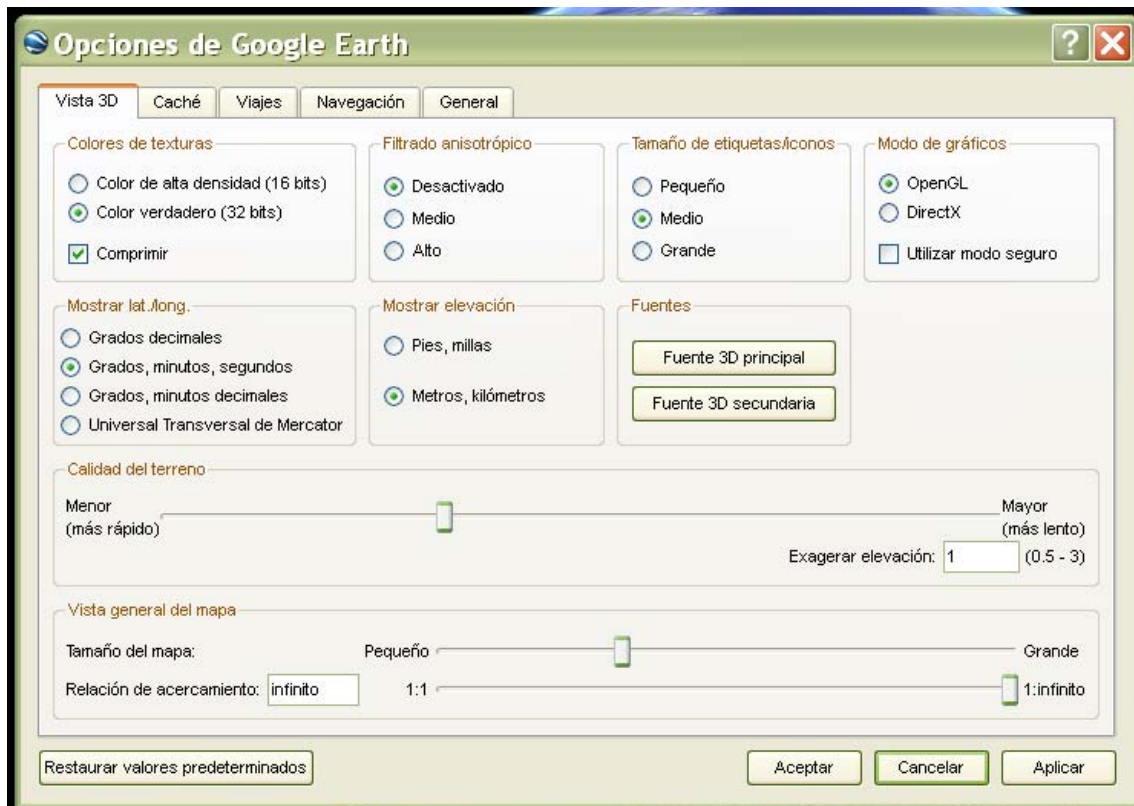 Opciones de Google Earth
Vista 3D
Caché
Viajes
Navegación
General
Colores de texturas
Color de alta densidad (16 bits)
Color verdadero (32 bits)
Comprimir
Filtrado anisotrópico
Desactivado
Medio
Alto
Tamaño de etiquetas/iconos
Pequeño
Medio
Grande
Modo de gráficos
OpenGL
DirectX
Utilizar modo seguro
Mostrar lat./long.
Grados decimales
Grados, minutos, segundos
Grados, minutos decimales
Universal Transversal de Mercator
Mostrar elevación
Pies, millas
Metros, kilómetros
Fuentes
Fuente 3D principal
Fuente 3D secundaria
Calidad del terreno
Menor
(más rápido)
Mayor
(más lento)
Exagerar elevación: 1 (0.5 - 3)
Vista general del mapa
Tamaño del mapa: Pequeño Grande
Relación de acercamiento: infinito 1:1 1:infinito
Restaurar valores predeterminados
Aceptar
Cancelar
Aplicar